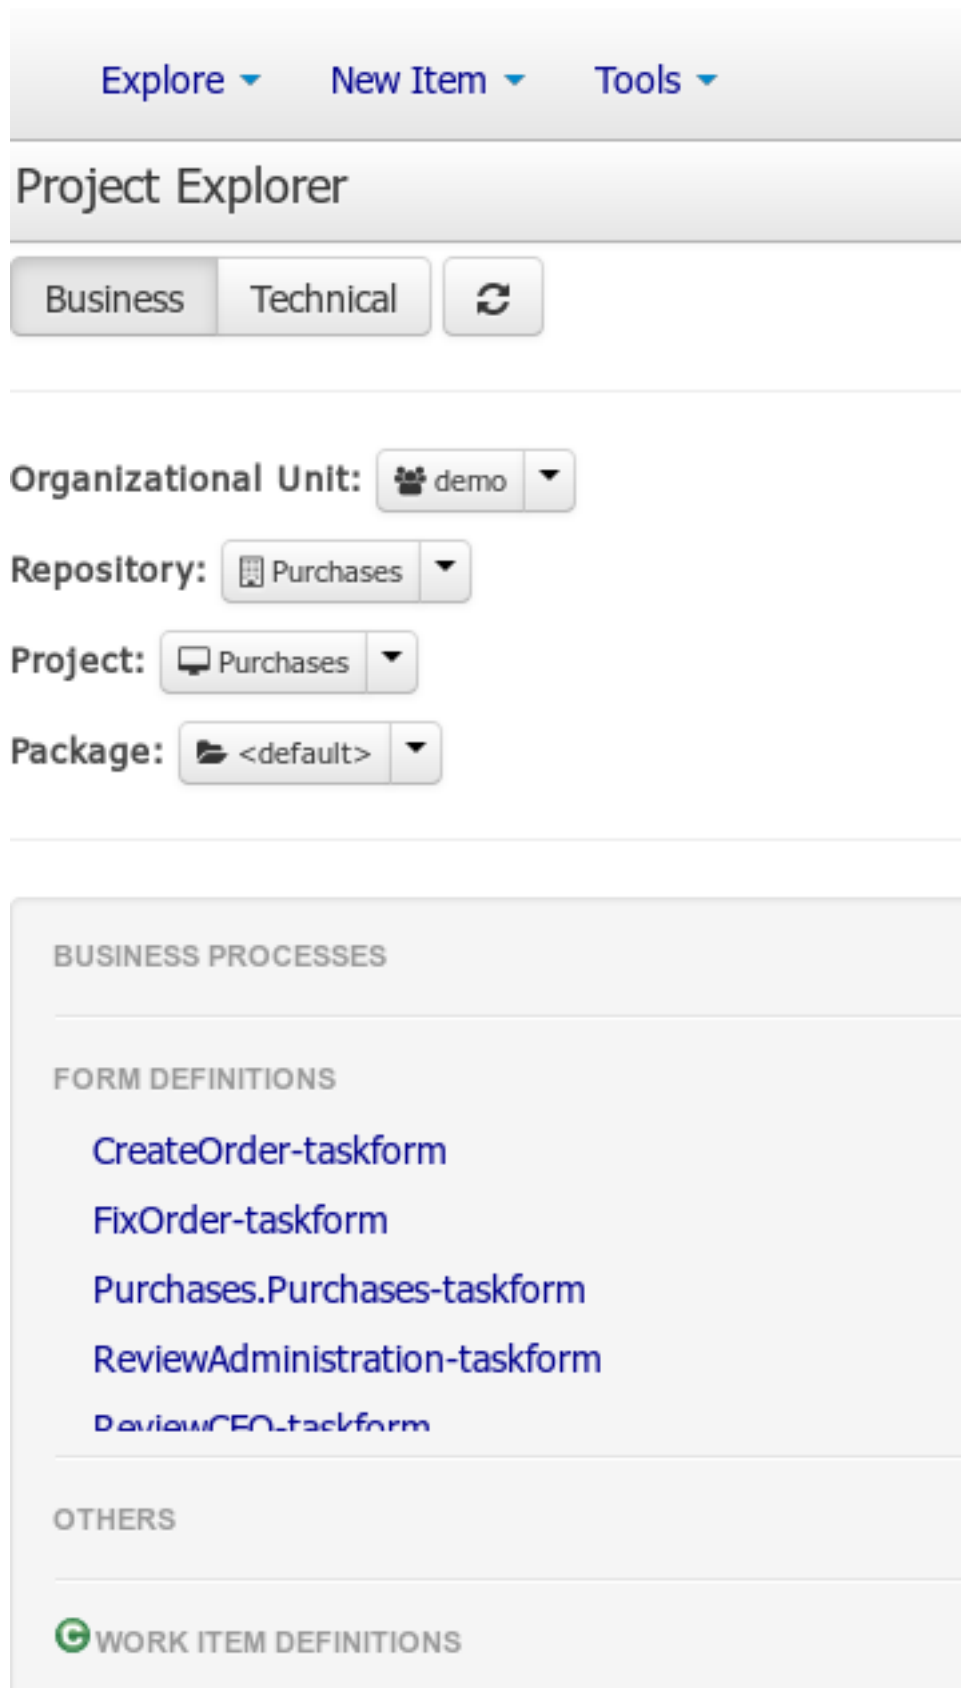 Explore New Item Tools
Project Explorer
Business Technical
Organizational Unit: demo
Repository: Purchases
Project: Purchases
Package: <default>
BUSINESS PROCESSES
FORM DEFINITIONS
CreateOrder-taskform
FixOrder-taskform
Purchases.Purchases-taskform
ReviewAdministration-taskform
-taskform
OTHERS
WORK ITEM DEFINITIONS